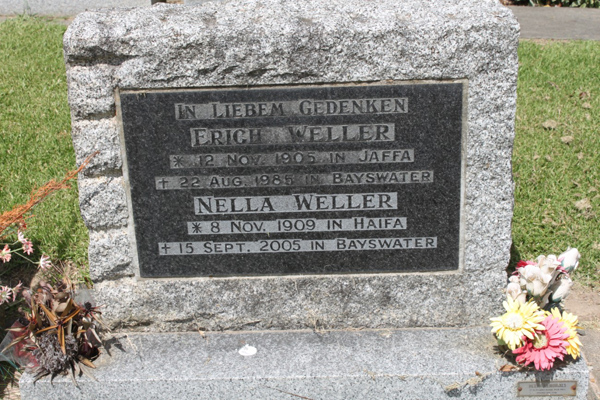 In Liebem Gedenken
Erich Weller
* 12 Nov. 1905 in Jaffa
+ 22 Aug. 1985 in Bayswater
Nella Weller
* 8 Nov. 1909 in Haifa
+ 15 Sept. 2005 in Bayswater